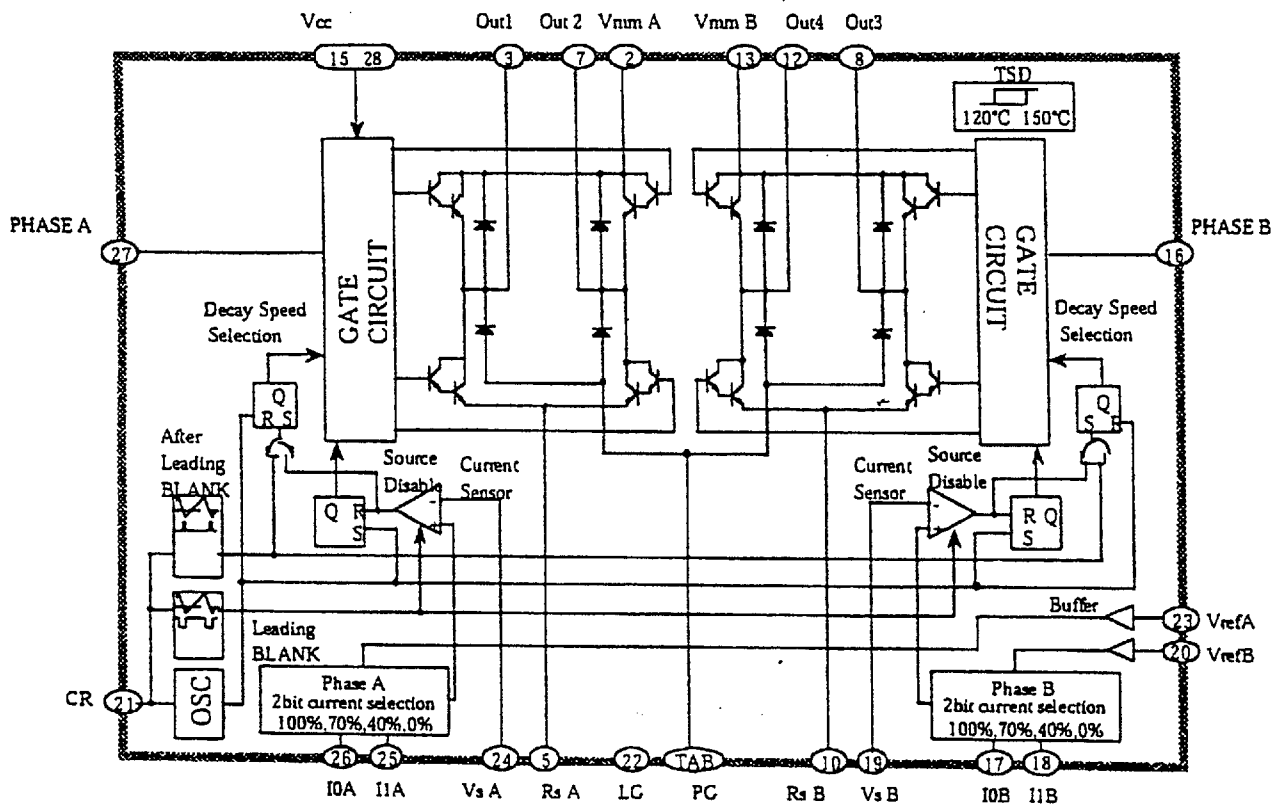 Vcc Out1 Out 2 Vmm A Vmm B Out4 Out3
15 28 3 7 2 13 12 8
TSD
120°C 150°C
PHASE A
27
GATE
CIRCUIT
GATE
CIRCUIT
PHASE B
16
Decay Speed
Selection
Decay Speed
Selection
Q
R S
Q
S R
After
Leading
BLANK
Source
Disable
Current
Sensor
Current
Sensor
Source
Disable
Q R
S
-
+
-
+
R Q
S
Leading
BLANK
Buffer
23 VrefA
20 VrefB
CR 21
OSC
Phase A
2bit current selection
100%,70%,40%,0%
Phase B
2bit current selection
100%, 70%, 40%, 0%
26 25 24 5 22 TAB 10 19 17 18
I0A I1A Vs A Rs A LG PG Rs B Vs B I0B I1B